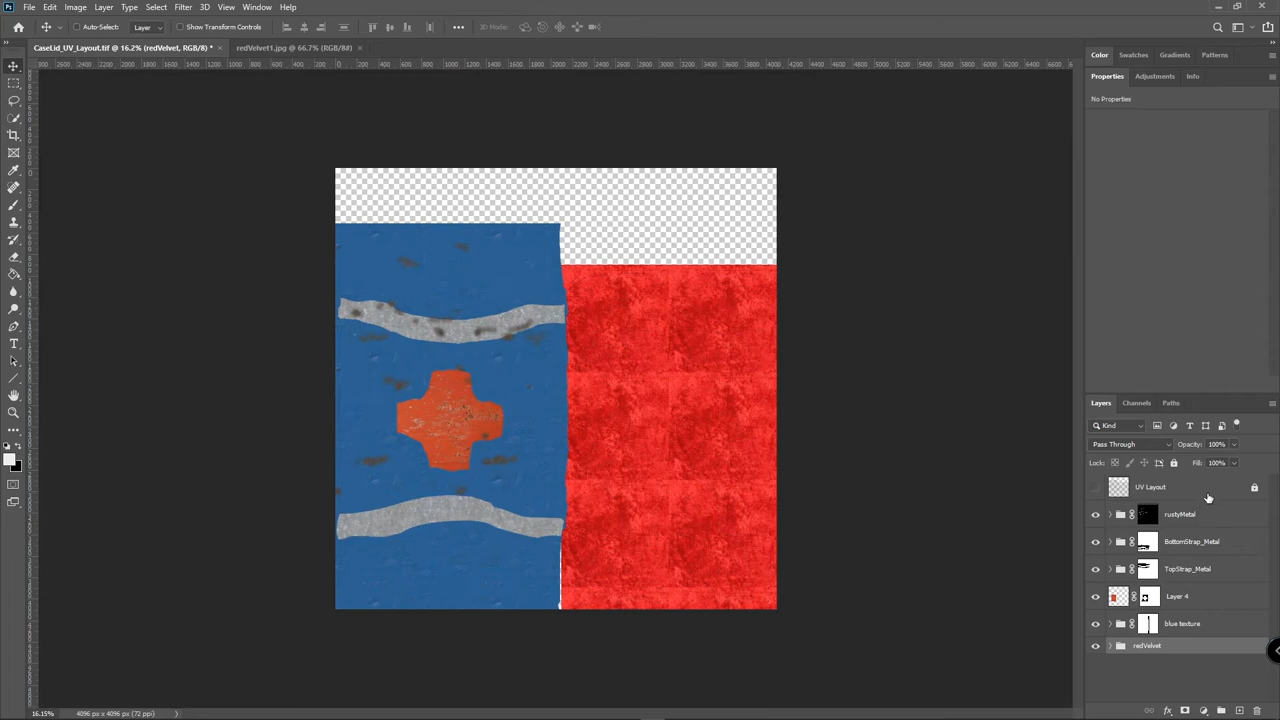 Ps File Edit Image Layer Type Select Filter 3D View Window Help
Auto-Select: Layer Show Transform Controls 3D Mode:
CaseLid_UV_Layout.tif @ 16.2% (redVelvet, RGB/8) * × redVelvet1.jpg @ 66.7% (RGB/8#) ×
Color Swatches Gradients Patterns
Properties Adjustments Info
No Properties
Layers Channels Paths
Kind
Pass Through Opacity: 100%
Lock: Fill: 100%
UV Layout
rustyMetal
BottomStrap_Metal
TopStrap_Metal
Layer 4
blue texture
redVelvet
16.15% 4096 px x 4096 px (72 ppi)